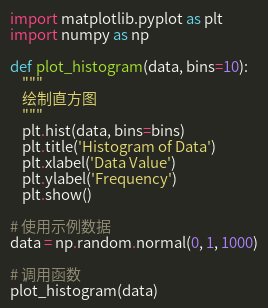 import matplotlib.pyplot as plt
import numpy as np
def plot_histogram(data, bins=10):
"""
绘制直方图
"""
plt.hist(data, bins=bins)
plt.title('Histogram of Data')
plt.xlabel('Data Value')
plt.ylabel('Frequency')
plt.show()
# 使用示例数据
data = np.random.normal(0, 1, 1000)
# 调用函数
plot_histogram(data)